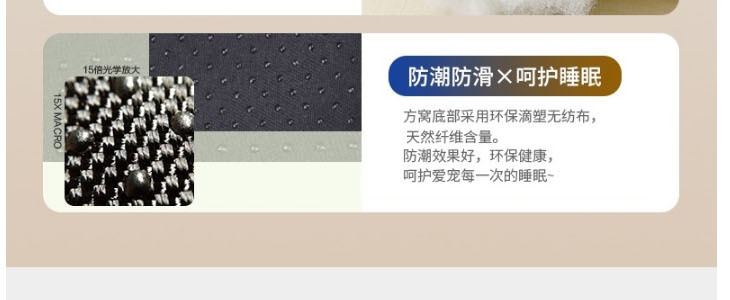 15倍光学放大
15X MACRO
防潮防滑×呵护睡眠
方窝底部采用环保滴塑无纺布，
天然纤维含量。
防潮效果好，环保健康，
呵护爱宠每一次的睡眠~